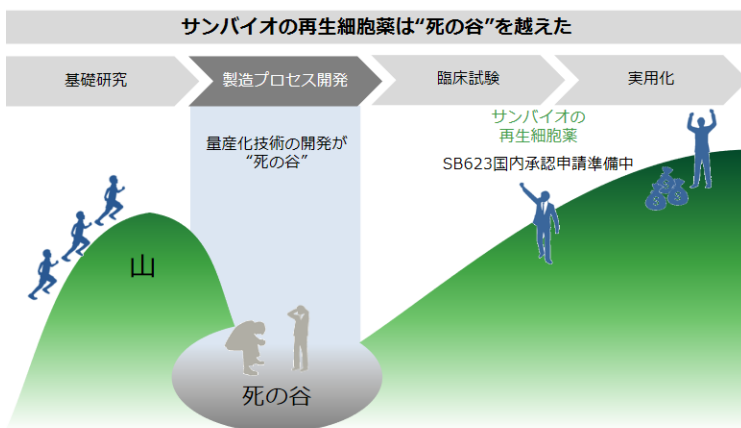 サンバイオの再生細胞薬は“死の谷”を越えた
基礎研究
製造プロセス開発
臨床試験
実用化
量産化技術の開発が
“死の谷”
サンバイオの
再生細胞薬
SB623国内承認申請準備中
山
死の谷